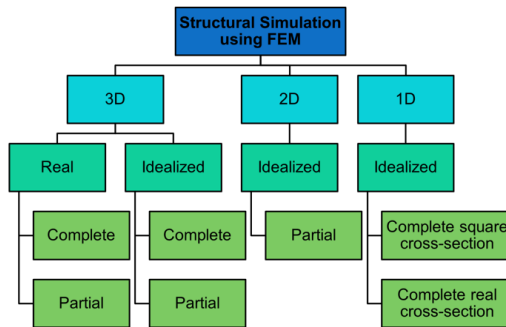 Structural Simulation
using FEM
3D
2D
1D
Real
Idealized
Idealized
Idealized
Complete
Complete
Partial
Complete square
cross-section
Partial
Partial
Complete real
cross-section